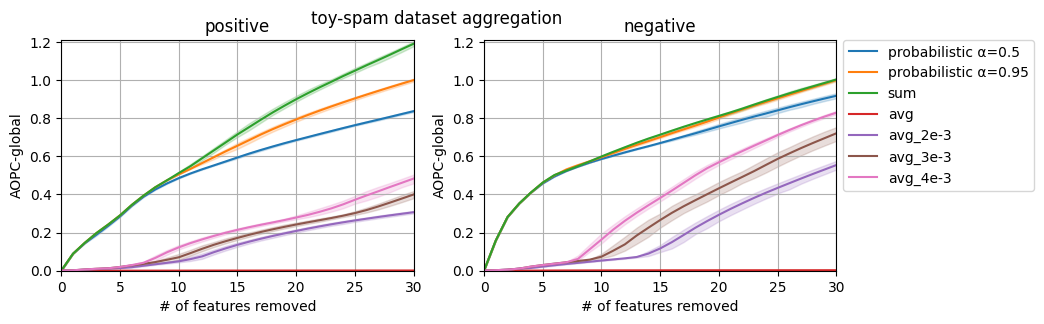 toy-spam dataset aggregation
positive
negative
AOPC-global
0.0
0.2
0.4
0.6
0.8
1.0
1.2
0 5 10 15 20 25 30
# of features removed
AOPC-global
0.0
0.2
0.4
0.6
0.8
1.0
1.2
0 5 10 15 20 25 30
# of features removed
probabilistic α=0.5
probabilistic α=0.95
sum
avg
avg_2e-3
avg_3e-3
avg_4e-3